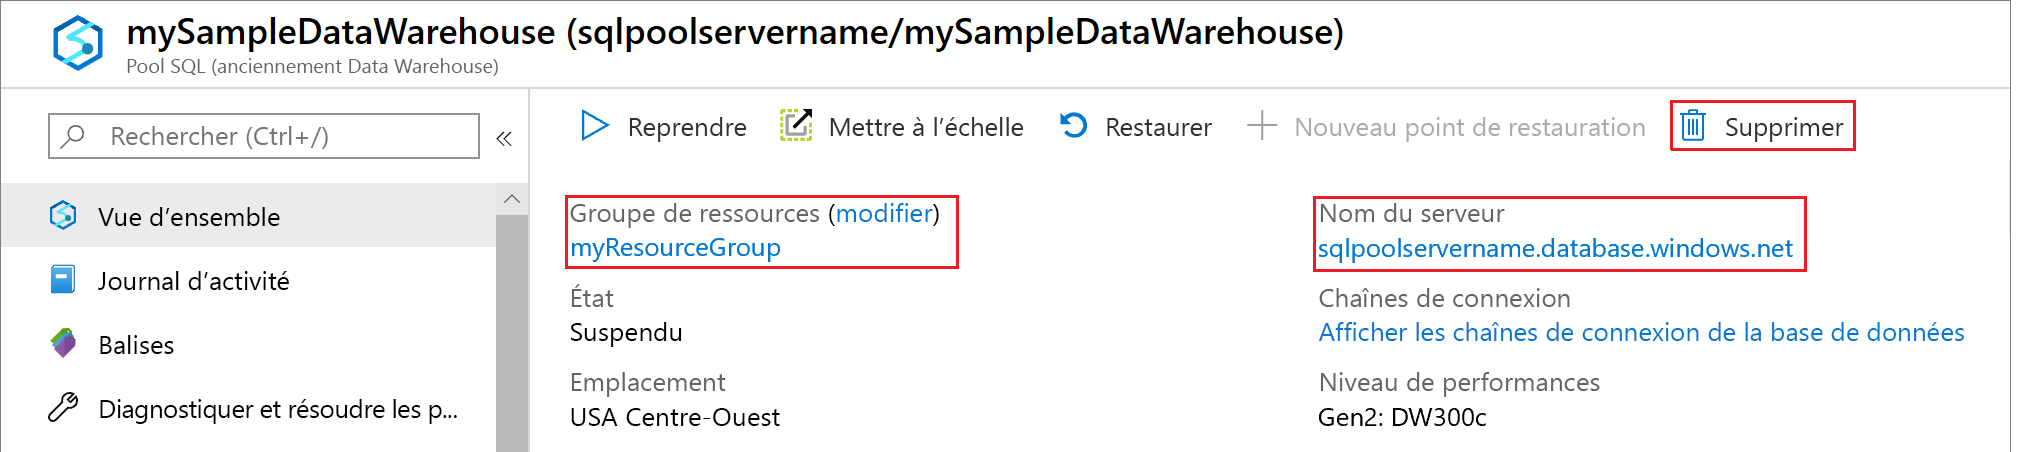 mySampleDataWarehouse (sqlpoolservername/mySampleDataWarehouse)
Pool SQL (anciennement Data Warehouse)
Rechercher (Ctrl+/)
«
Vue d’ensemble
Journal d’activité
Balises
Diagnostiquer et résoudre les p...
Reprendre
Mettre à l’échelle
Restaurer
Nouveau point de restauration
Supprimer
Groupe de ressources (modifier)
myResourceGroup
État
Suspendu
Emplacement
USA Centre-Ouest
Nom du serveur
sqlpoolservername.database.windows.net
Chaînes de connexion
Afficher les chaînes de connexion de la base de données
Niveau de performances
Gen2: DW300c